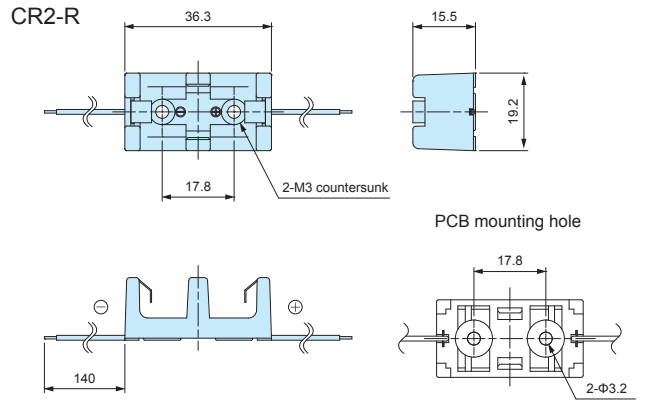 CR2-R
36.3
15.5
19.2
17.8
2-M3 countersunk
PCB mounting hole
17.8
⊖
⊕
140
2-Φ3.2